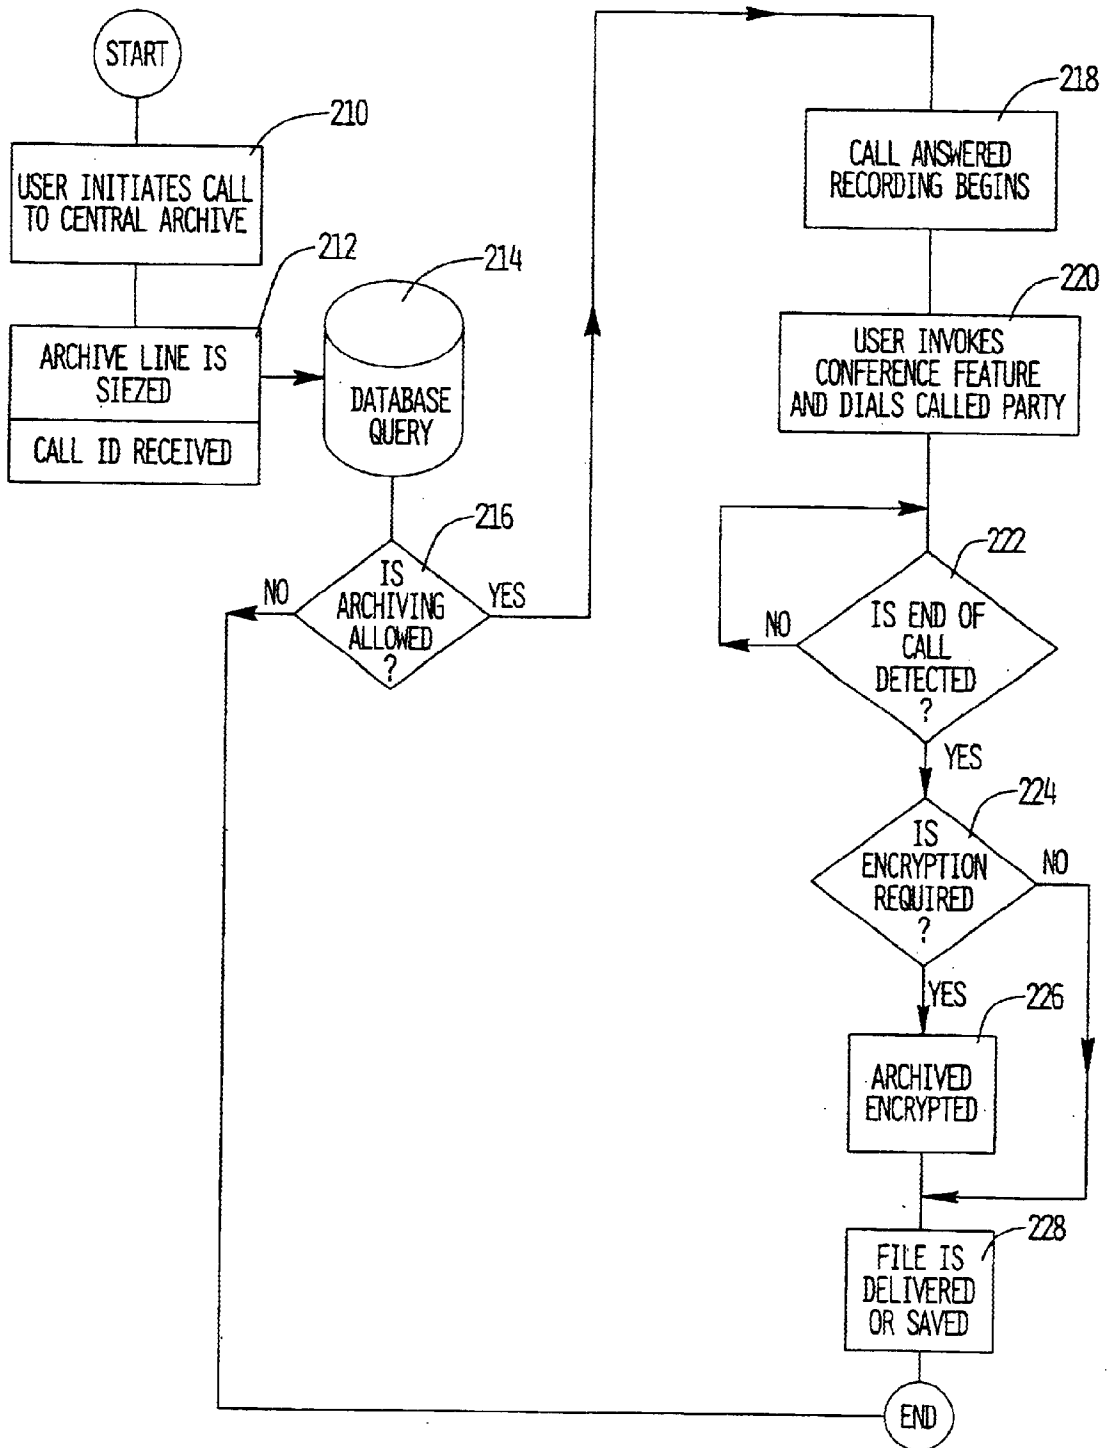 START
210
USER INITIATES CALL
TO CENTRAL ARCHIVE
212
ARCHIVE LINE IS
SIEZED
CALL ID RECEIVED
214
DATABASE
QUERY
216
IS
ARCHIVING
ALLOWED
?
NO
YES
218
CALL ANSWERED
RECORDING BEGINS
220
USER INVOKES
CONFERENCE FEATURE
AND DIALS CALLED PARTY
222
IS END OF
CALL
DETECTED
?
NO
YES
224
IS
ENCRYPTION
REQUIRED
?
NO
YES
226
ARCHIVED
ENCRYPTED
228
FILE IS
DELIVERED
OR SAVED
END